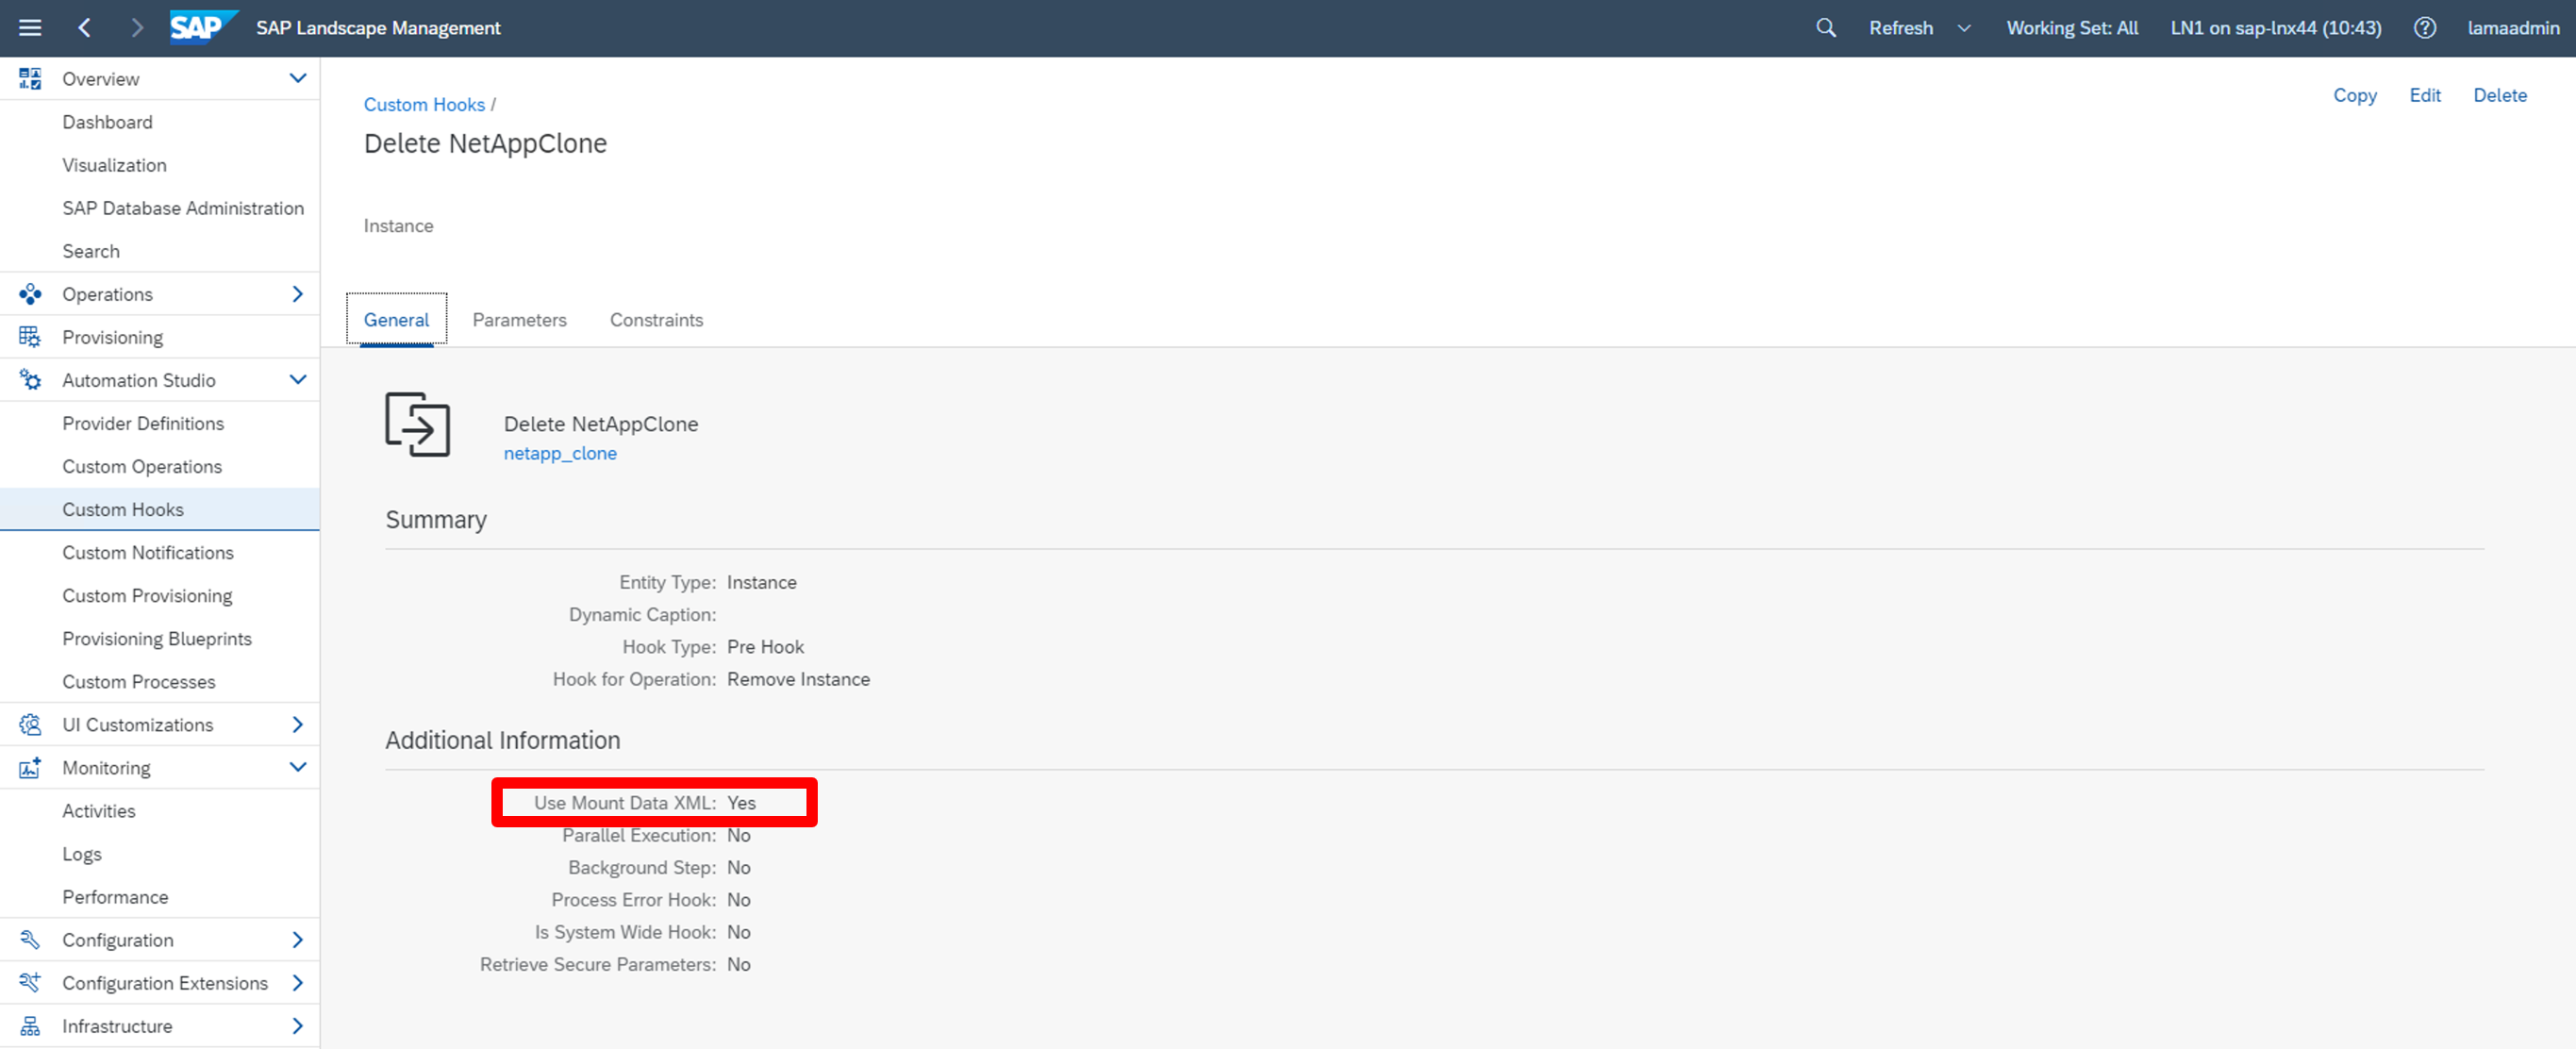 SAP SAP Landscape Management Refresh Working Set: All LN1 on sap-lnx44 (10:43) lamaadmin
Overview
Dashboard
Visualization
SAP Database Administration
Search
Operations
Provisioning
Automation Studio
Provider Definitions
Custom Operations
Custom Hooks
Custom Notifications
Custom Provisioning
Provisioning Blueprints
Custom Processes
UI Customizations
Monitoring
Activities
Logs
Performance
Configuration
Configuration Extensions
Infrastructure
Custom Hooks /
Copy Edit Delete
Delete NetAppClone
Instance
General Parameters Constraints
Delete NetAppClone
netapp_clone
Summary
Entity Type: Instance
Dynamic Caption:
Hook Type: Pre Hook
Hook for Operation: Remove Instance
Additional Information
Use Mount Data XML: Yes
Parallel Execution: No
Background Step: No
Process Error Hook: No
Is System Wide Hook: No
Retrieve Secure Parameters: No